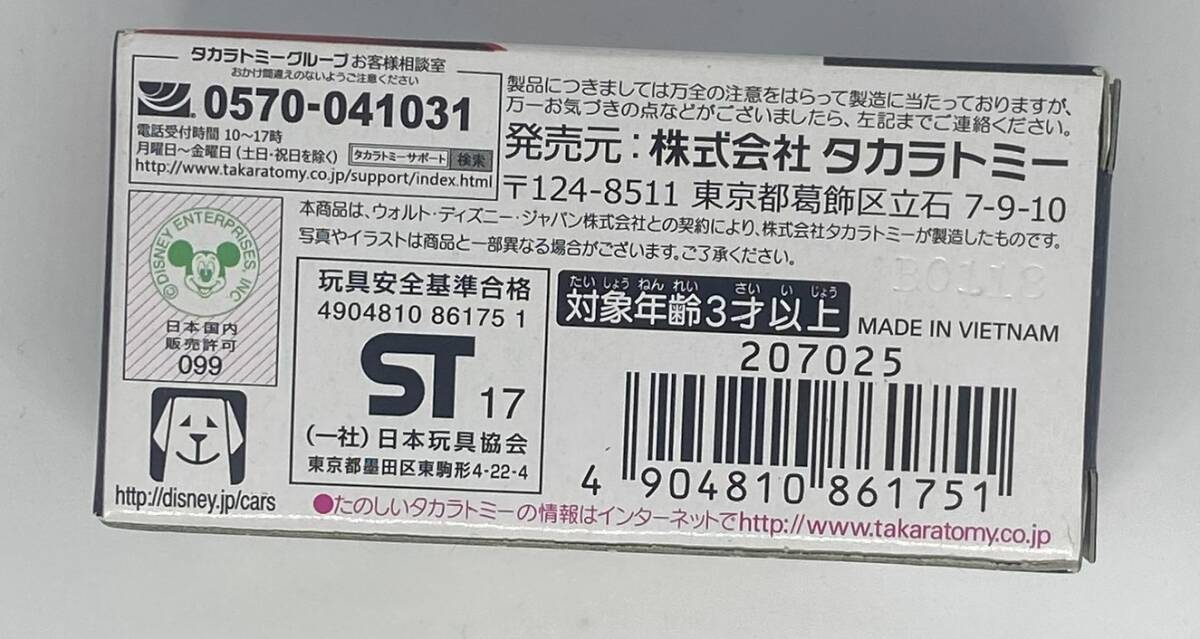 タカラトミーグループお客様相談室
おかけ間違えのないようご注意ください
0570-041031
電話受付時間 10～17時
月曜日～金曜日（土日・祝日を除く） タカラトミーサポート 検索
http://www.takaratomy.co.jp/support/index.html
製品につきましては万全の注意をはらって製造に当たっておりますが、
万一お気づきの点などがございましたら、左記までご連絡ください。
発売元：株式会社 タカラトミー
〒124-8511 東京都葛飾区立石 7-9-10
本商品は、ウォルト・ディズニー・ジャパン株式会社との契約により、株式会社タカラトミーが製造したものです。
写真やイラストは商品と一部異なる場合がございます。ご了承ください。
©DISNEY ENTERPRISES, INC
日本国内
販売許可
099
http://disney.jp/cars
玩具安全基準合格
4904810 86175 1
ST 17
（一社）日本玩具協会
東京都墨田区東駒形4-22-4
たいしょうねんれい さいいじょう
対象年齢3才以上
B0118
MADE IN VIETNAM
207025
4 904810 861751
●たのしいタカラトミーの情報はインターネットでhttp://www.takaratomy.co.jp